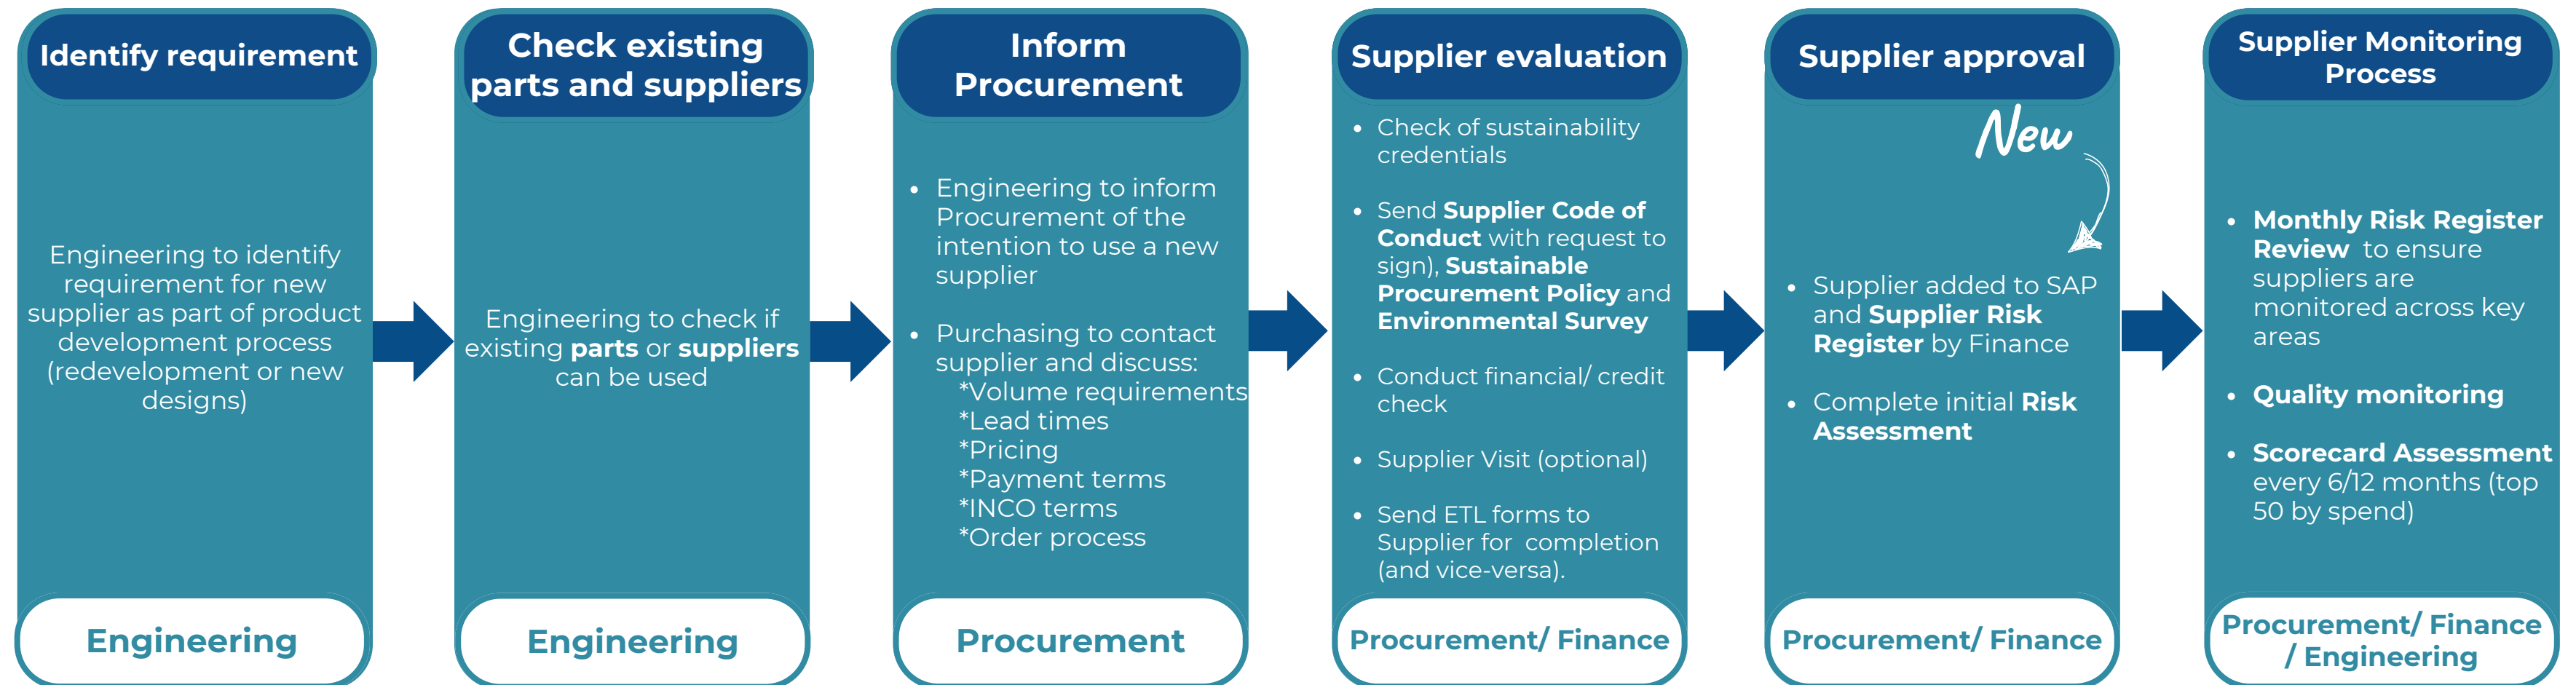 Identify requirement
Engineering to identify
requirement for new
supplier as part of product
development process
(redevelopment or new
designs)
Engineering
Check existing
parts and suppliers
Engineering to check if
existing parts or suppliers
can be used
Engineering
Inform
Procurement
• Engineering to inform
Procurement of the
intention to use a new
supplier
• Purchasing to contact
supplier and discuss:
*Volume requirements
*Lead times
*Pricing
*Payment terms
*INCO terms
*Order process
Procurement
Supplier evaluation
• Check of sustainability
credentials
• Send Supplier Code of
Conduct with request to
sign), Sustainable
Procurement Policy and
Environmental Survey
• Conduct financial/ credit
check
• Supplier Visit (optional)
• Send ETL forms to
Supplier for completion
(and vice-versa).
Procurement/ Finance
Supplier approval
New
• Supplier added to SAP
and Supplier Risk
Register by Finance
• Complete initial Risk
Assessment
Procurement/ Finance
Supplier Monitoring
Process
• Monthly Risk Register
Review to ensure
suppliers are
monitored across key
areas
• Quality monitoring
• Scorecard Assessment
every 6/12 months (top
50 by spend)
Procurement/ Finance
/ Engineering